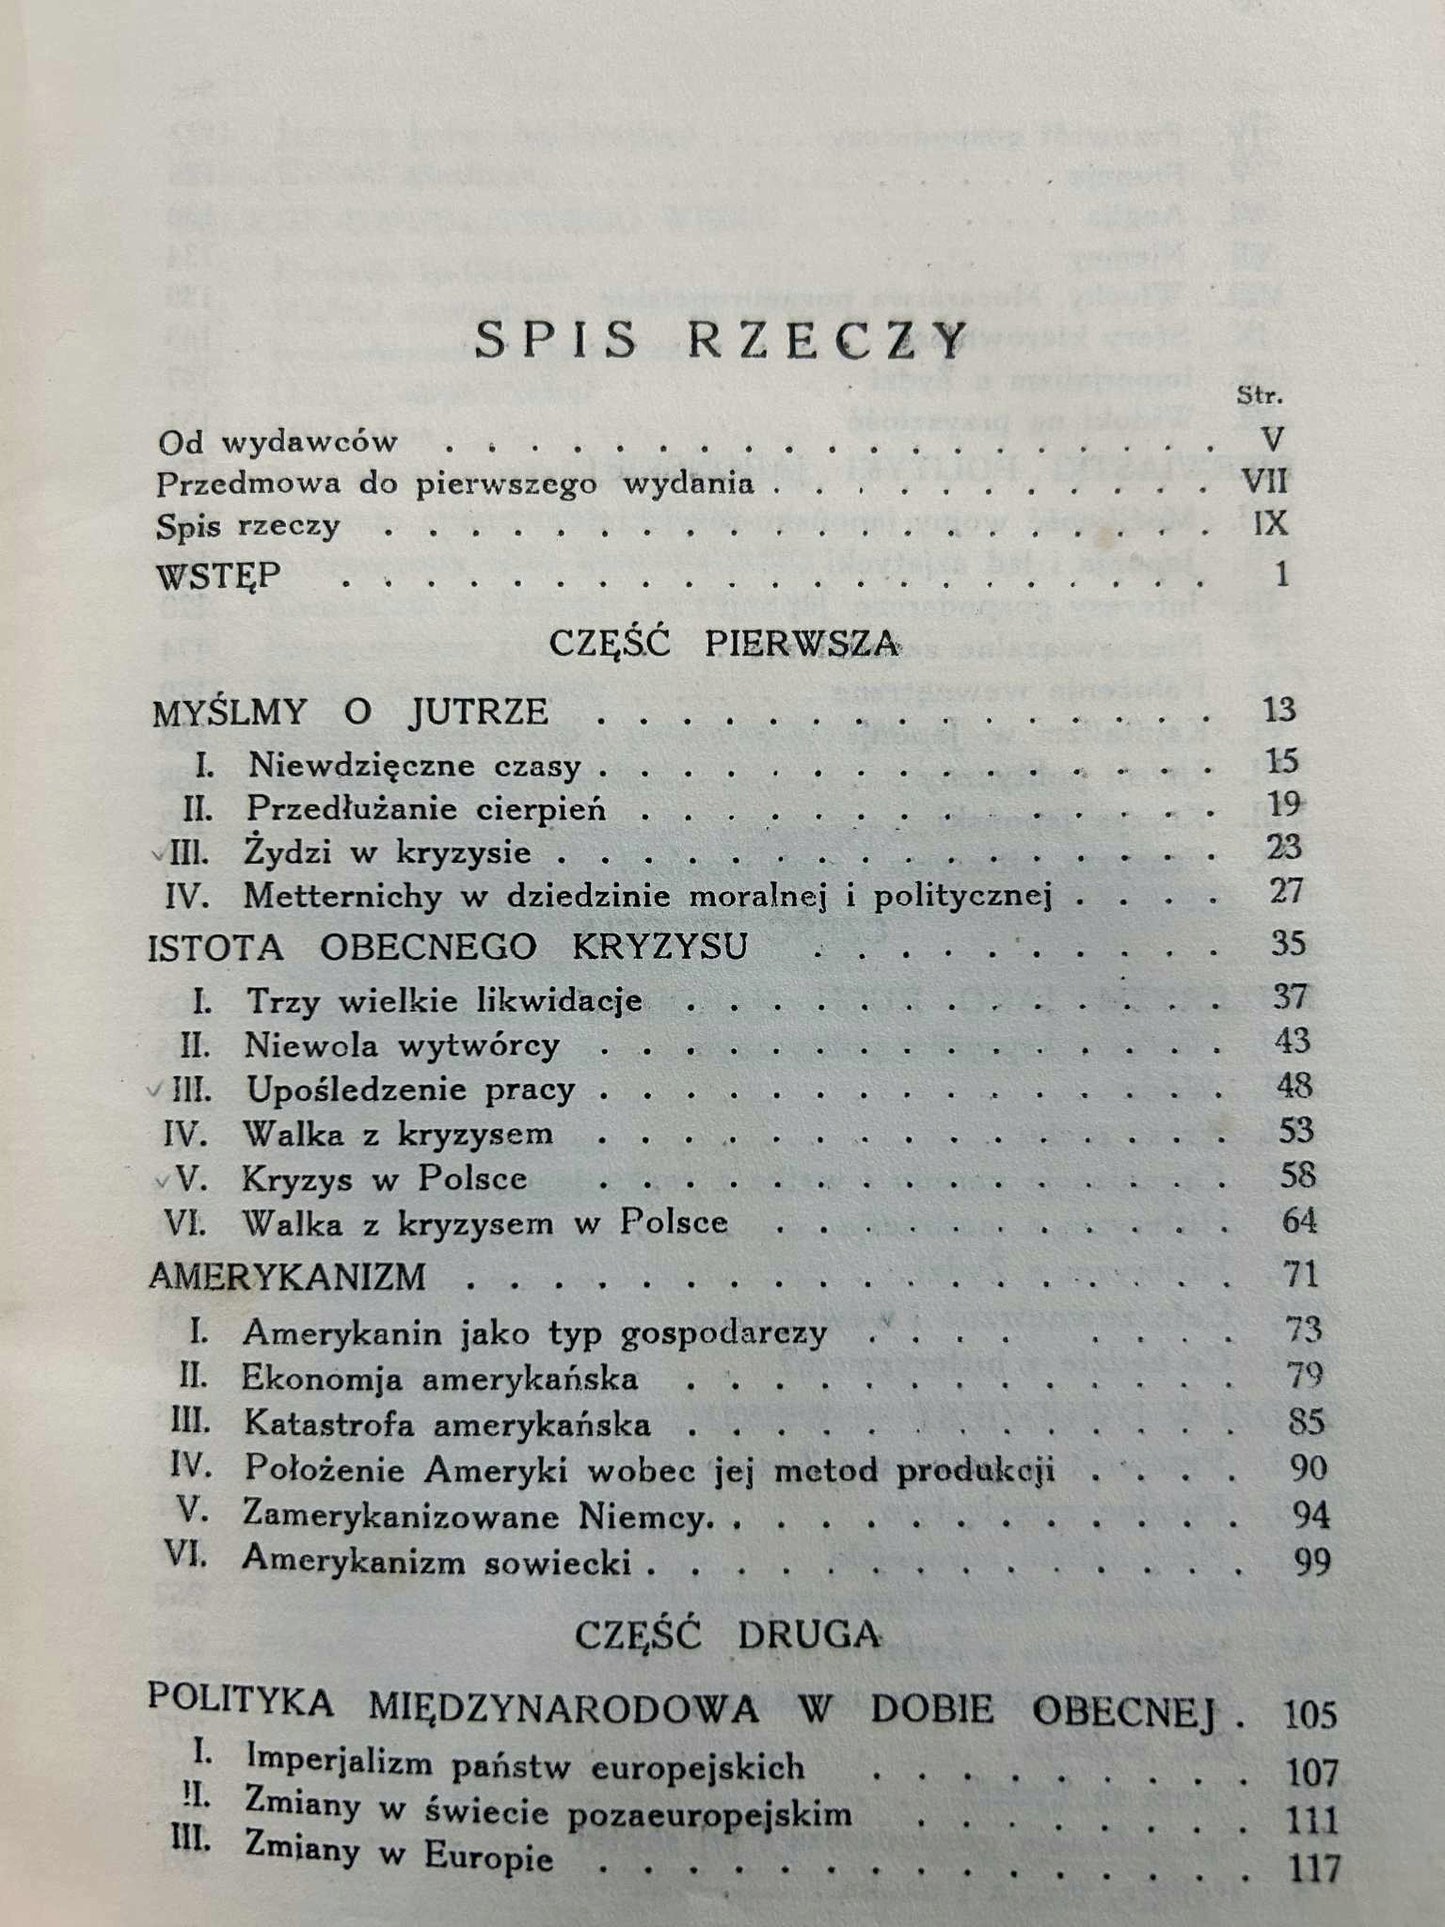 SPIS RZECZY
Str.
Od wydawców . . . . . . . . . . . . . . . . . . V
Przedmowa do pierwszego wydania . . . . . . . . . . . VII
Spis rzeczy . . . . . . . . . . . . . . . . . . . . IX
WSTĘP . . . . . . . . . . . . . . . . . . . . . 1
CZĘŚĆ PIERWSZA
MYŚLMY O JUTRZE . . . . . . . . . . . . . . . 13
I. Niewdzięczne czasy . . . . . . . . . . . . . . . 15
II. Przedłużanie cierpień . . . . . . . . . . . . . . 19
III. Żydzi w kryzysie . . . . . . . . . . . . . . . . 23
IV. Metternichy w dziedzinie moralnej i politycznej . . . . 27
ISTOTA OBECNEGO KRYZYSU . . . . . . . . . . 35
I. Trzy wielkie likwidacje . . . . . . . . . . . . . 37
II. Niewola wytwórcy . . . . . . . . . . . . . . . 43
III. Upośledzenie pracy . . . . . . . . . . . . . . . 48
IV. Walka z kryzysem . . . . . . . . . . . . . . . 53
V. Kryzys w Polsce . . . . . . . . . . . . . . . 58
VI. Walka z kryzysem w Polsce . . . . . . . . . . . 64
AMERYKANIZM . . . . . . . . . . . . . . . . . . 71
I. Amerykanin jako typ gospodarczy . . . . . . . . 73
II. Ekonomja amerykańska . . . . . . . . . . . . . 79
III. Katastrofa amerykańska . . . . . . . . . . . . . 85
IV. Położenie Ameryki wobec jej metod produkcji . . . . 90
V. Zamerykanizowane Niemcy. . . . . . . . . . . . . 94
VI. Amerykanizm sowiecki . . . . . . . . . . . . . . 99
CZĘŚĆ DRUGA
POLITYKA MIĘDZYNARODOWA W DOBIE OBECNEJ . 105
I. Imperjalizm państw europejskich . . . . . . . . . 107
II. Zmiany w świecie pozaeuropejskim . . . . . . . . 111
III. Zmiany w Europie . . . . . . . . . . . . . . . 117